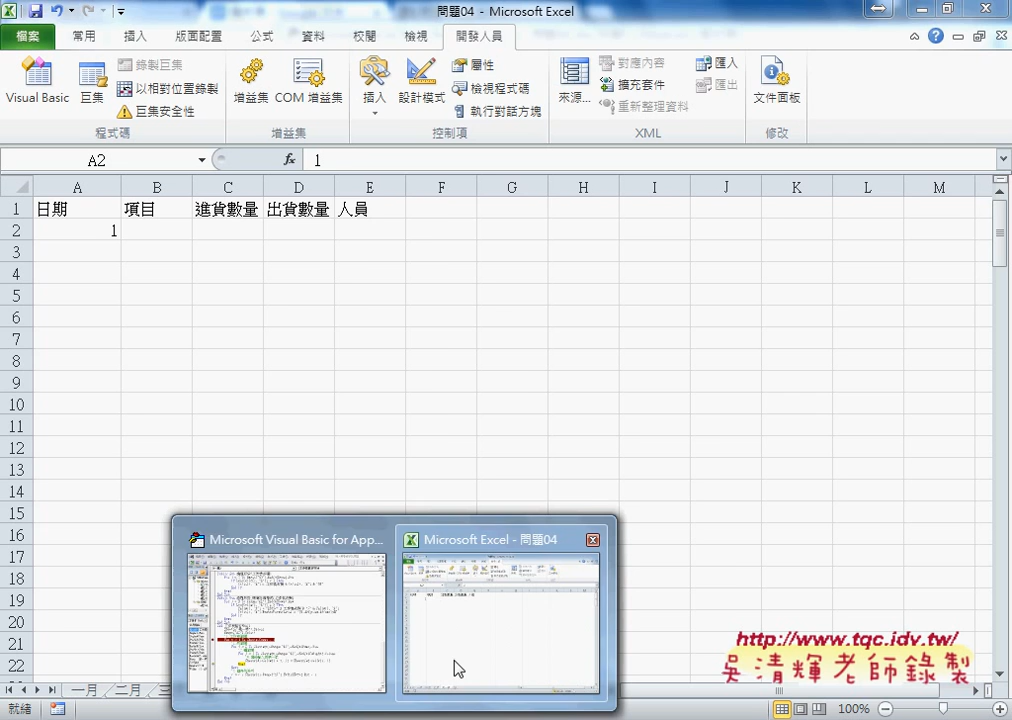 問題04 - Microsoft Excel
檔案 常用 插入 版面配置 公式 資料 校閱 檢視 開發人員
Visual Basic 巨集 錄製巨集 以相對位置錄製 巨集安全性 程式碼
增益集 COM 增益集 增益集
插入 設計模式 屬性 檢視程式碼 執行對話方塊 控制項
來源... 對應內容 擴充套件 重新整理資料 匯入 匯出 XML
文件面板 修改
A2 fx 1
A B C D E F G H I J K L M
1 日期 項目 進貨數量 出貨數量 人員
2 1
3
4
5
6
7
8
9
10
11
12
13
14
15
16
17
18
19
20
21
22
Microsoft Visual Basic for App... Microsoft Excel - 問題04
http://www.tqc.idv.tw/
吳清輝老師錄製
一月 二月 三
就緒 100%